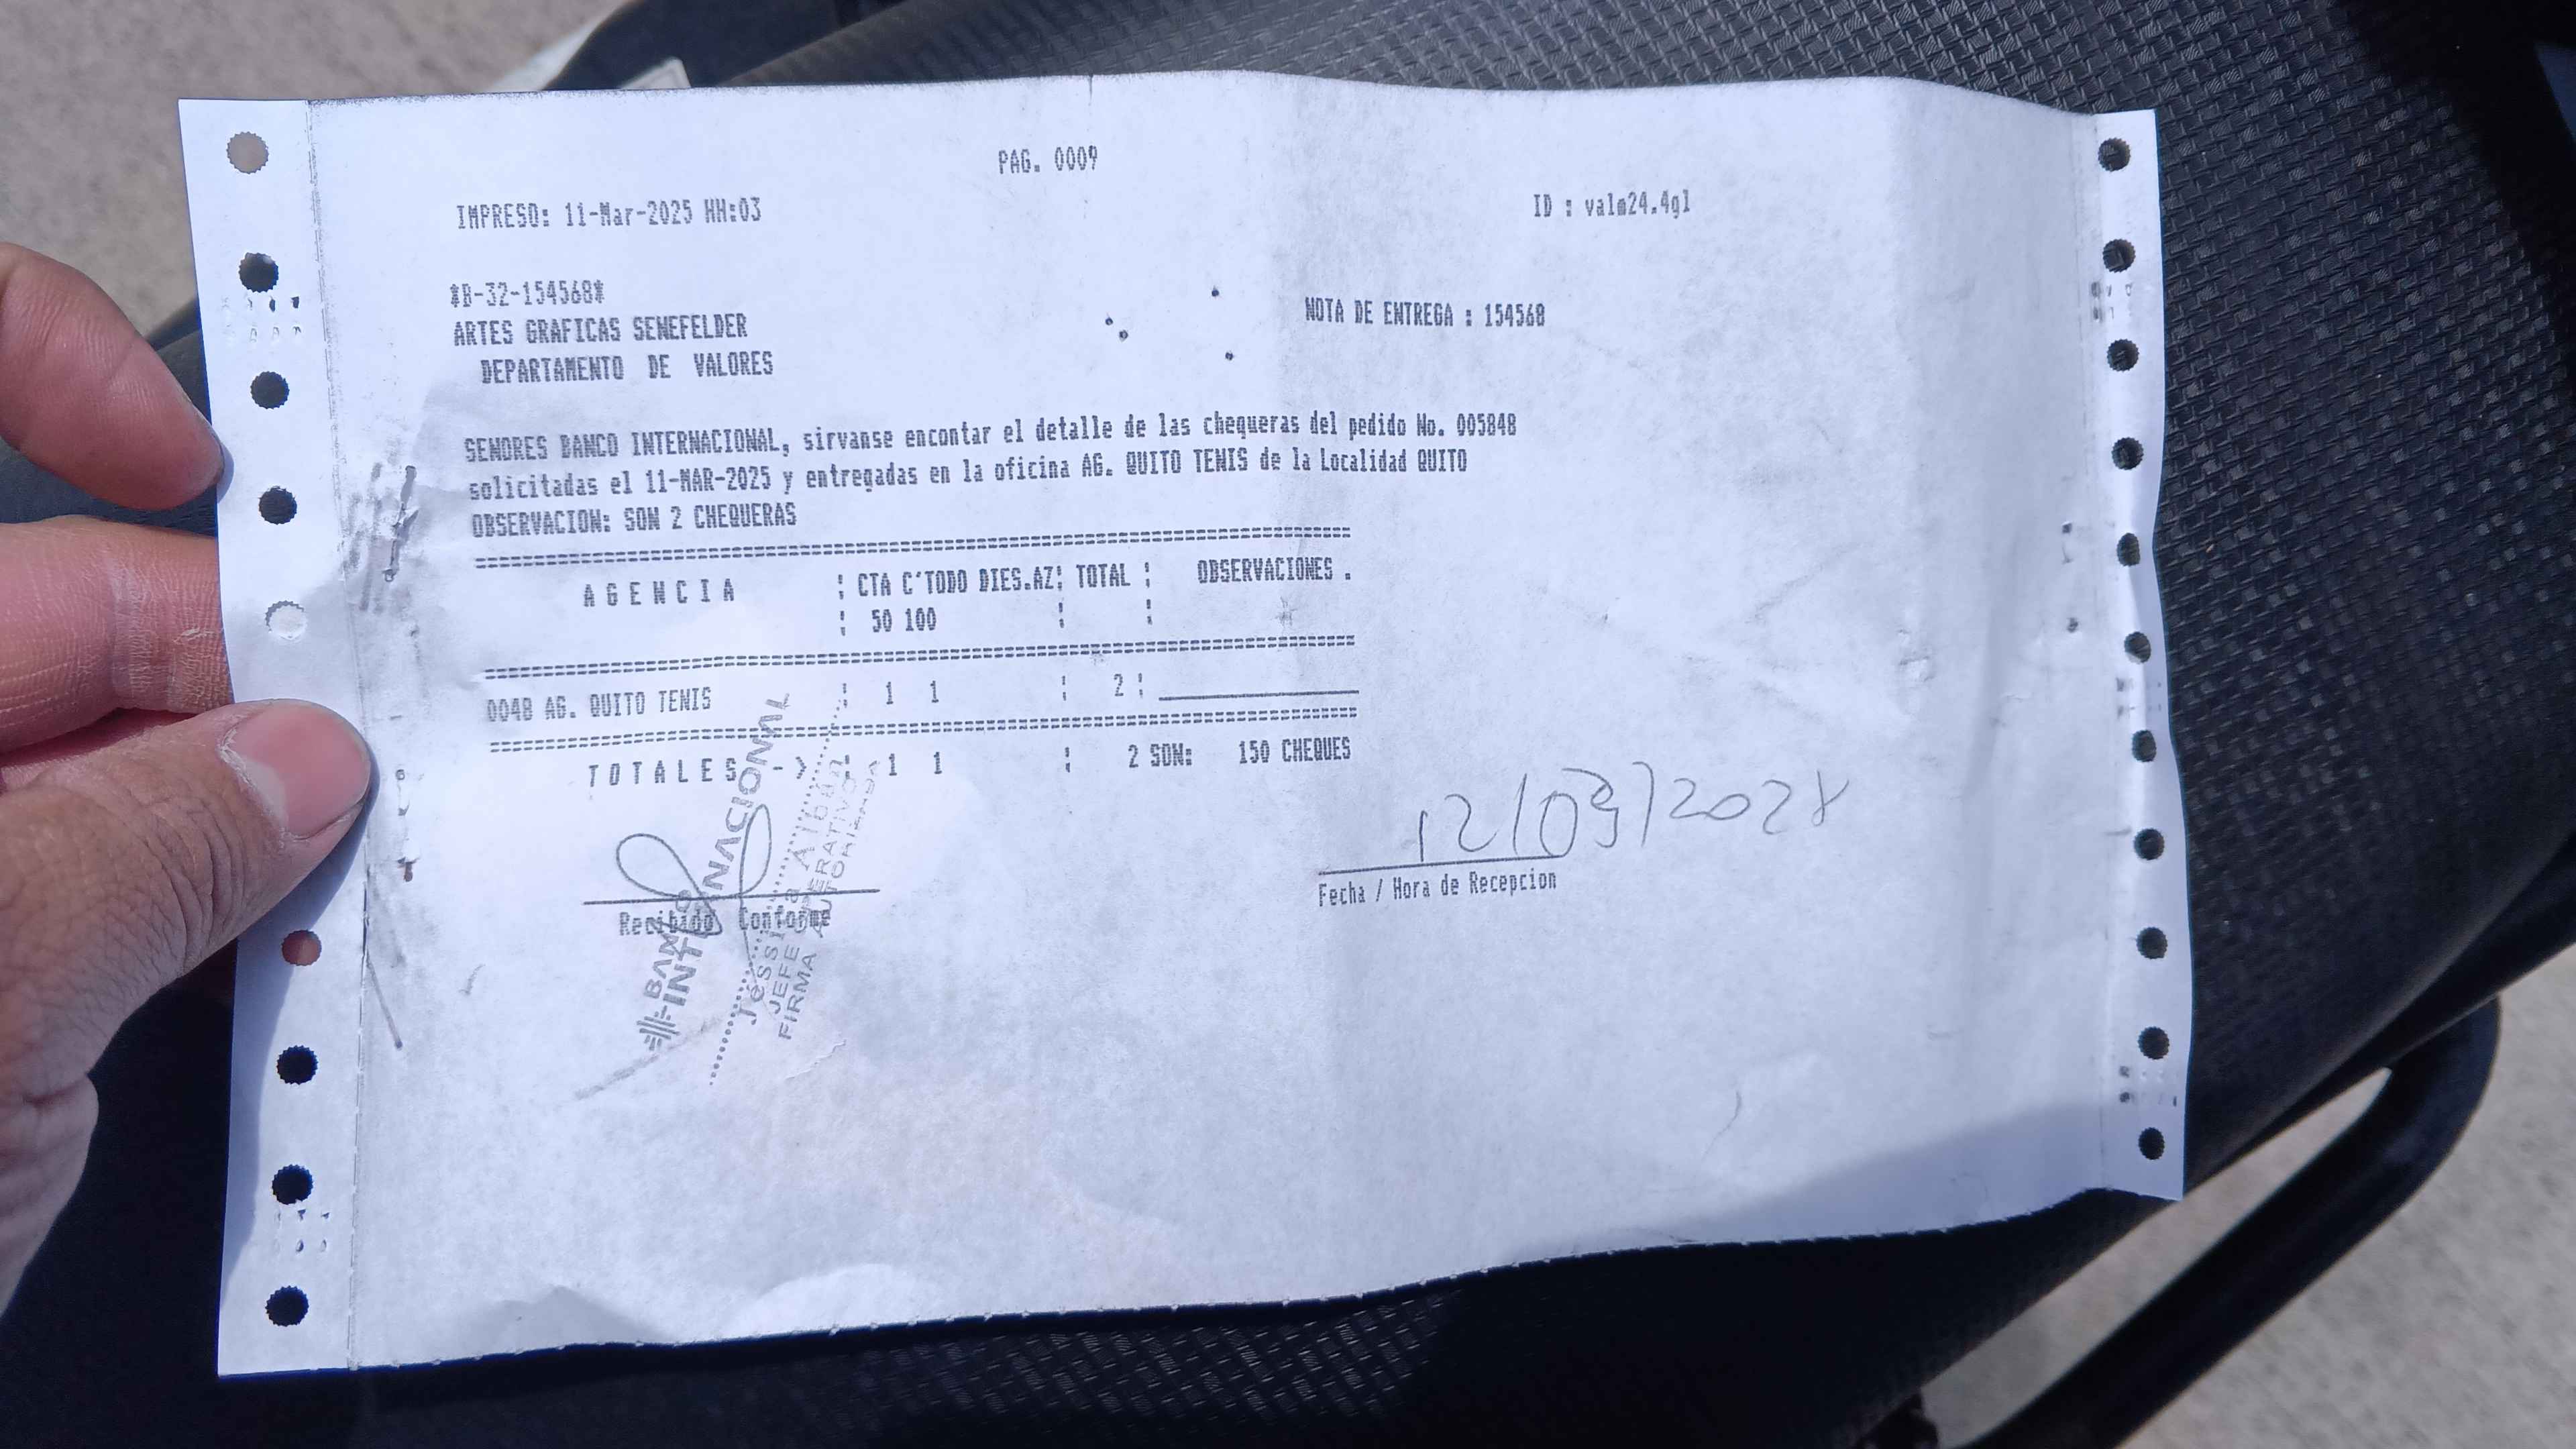 PAG. 0009
IMPRESO: 11-Mar-2025 HH:03
ID : valm24.4gl
*B-32-154568*
ARTES GRAFICAS SENEFELDER
NOTA DE ENTREGA : 154568
DEPARTAMENTO DE VALORES
SENORES BANCO INTERNACIONAL, sirvanse encontar el detalle de las chequeras del pedido No. 005848
solicitadas el 11-MAR-2025 y entregadas en la oficina AG. QUITO TENIS de la Localidad QUITO
OBSERVACION: SON 2 CHEQUERAS
A G E N C I A ¦ CTA C'TODO DIES.AZ¦ TOTAL ¦ OBSERVACIONES .
¦ 50 100 ¦ ¦
0048 AG. QUITO TENIS ¦ 1 1 ¦ 2 ¦
T O T A L E S -> ¦ 1 1 ¦ 2 SON: 150 CHEQUES
12/03/202
Recibido Conforme
Fecha / Hora de Recepcion
BANCO
INTERNACIONAL
Albán
JEFE OPERATIVO
FIRMA AUTORIZADA